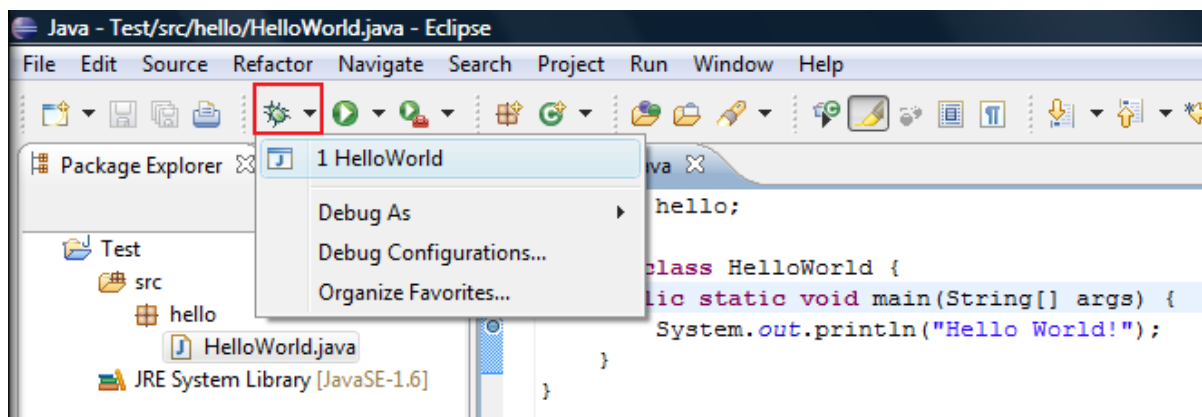 Java - Test/src/hello/HelloWorld.java - Eclipse
File Edit Source Refactor Navigate Search Project Run Window Help
Package Explorer
1 HelloWorld
Debug As
Debug Configurations...
Organize Favorites...
Test
src
hello
HelloWorld.java
JRE System Library [JavaSE-1.6]
va
hello;
class HelloWorld {
lic static void main(String[] args) {
System.out.println("Hello World!");
}
}